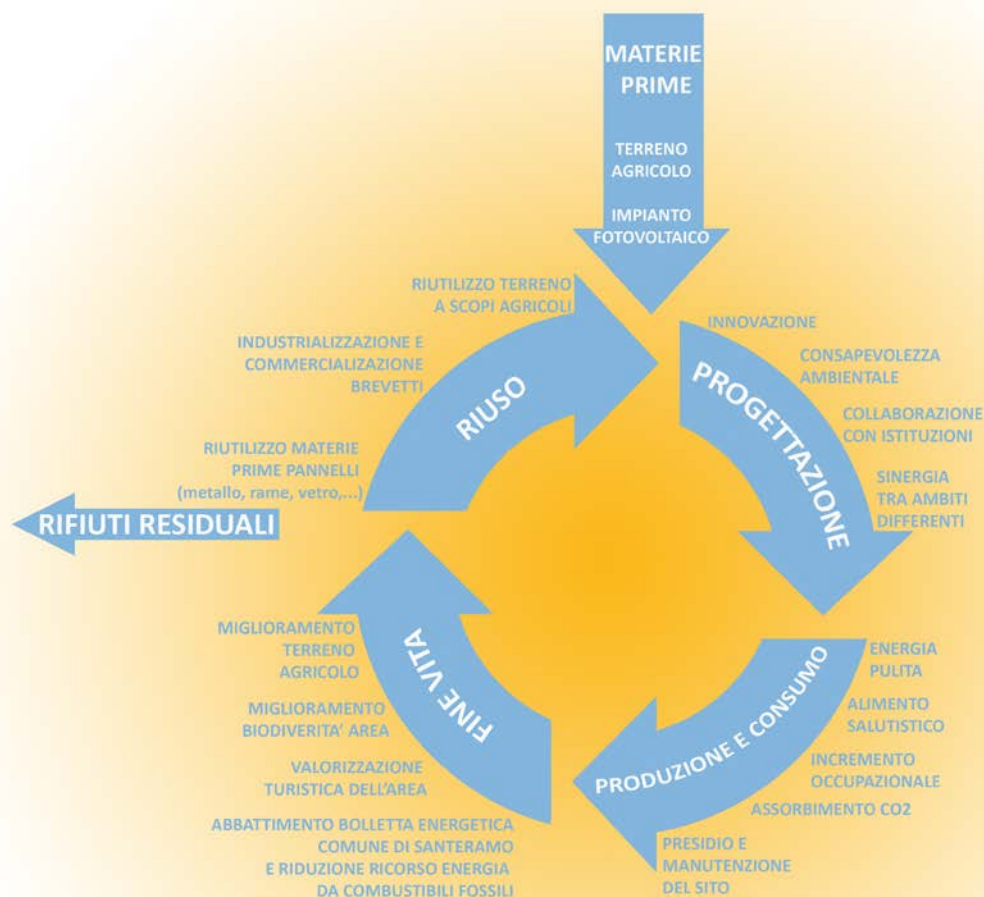 MATERIE
PRIME
TERRENO
AGRICOLO
IMPIANTO
FOTOVOLTAICO
RIUTILIZZO TERRENO
A SCOPI AGRICOLI
INDUSTRIALIZZAZIONE E
COMMERCIALIZZAZIONE
BREVETTI
RIUTILIZZO MATERIE
PRIME PANNELLI
(metallo, rame, vetro,...)
RIUSO
INNOVAZIONE
CONSAPEVOLEZZA
AMBIENTALE
COLLABORAZIONE
CON ISTITUZIONI
SINERGIA
TRA AMBITI
DIFFERENTI
PROGETTAZIONE
RIFIUTI RESIDUALI
ENERGIA
PULITA
ALIMENTO
SALUTISTICO
INCREMENTO
OCCUPAZIONALE
ASSORBIMENTO CO2
PRESIDIO E
MANUTENZIONE
DEL SITO
PRODUZIONE E CONSUMO
FINE VITA
MIGLIORAMENTO
TERRENO
AGRICOLO
MIGLIORAMENTO
BIODIVERITA' AREA
VALORIZZAZIONE
TURISTICA DELL'AREA
ABBATTIMENTO BOLLETTA ENERGETICA
COMUNE DI SANTERAMO
E RIDUZIONE RICORSO ENERGIA
DA COMBUSTIBILI FOSSILI